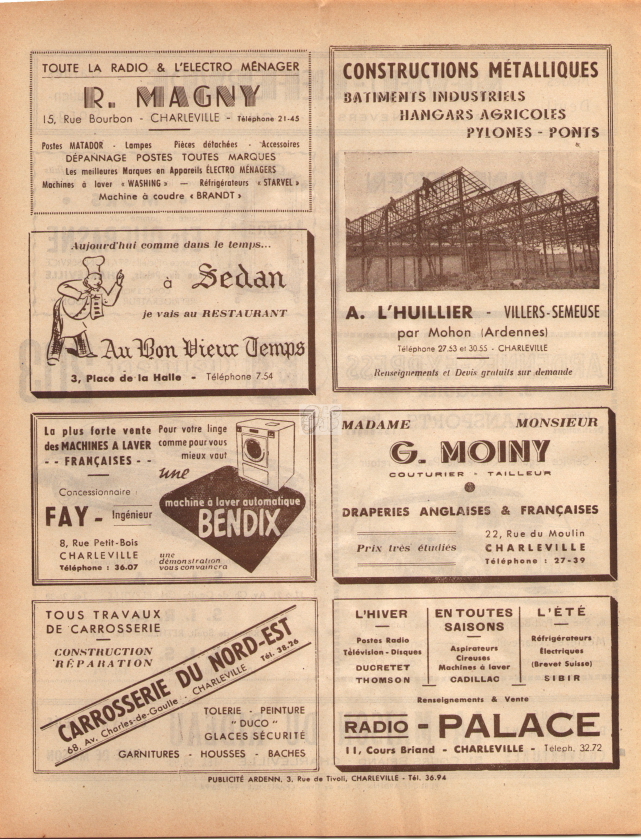 TOUTE LA RADIO & L'ELECTRO MÉNAGER
R. MAGNY
15, Rue Bourbon - CHARLEVILLE - Téléphone 21-45
Postes MATADOR - Lampes Pièces détachées - Accessoires
DÉPANNAGE POSTES TOUTES MARQUES
Les meilleures Marques en Appareils ÉLECTRO MÉNAGERS
Machines à laver « WASHING » — Réfrigérateurs « STARVEL »
Machine à coudre « BRANDT »
Aujourd'hui comme dans le temps...
à Sedan
je vais au RESTAURANT
Au Bon Vieux Temps
3, Place de la Halle - Téléphone 7.54
La plus forte vente
des MACHINES A LAVER
- - FRANÇAISES - -
Concessionnaire :
FAY - Ingénieur
8, Rue Petit-Bois
CHARLEVILLE
Téléphone : 36.07
Pour votre linge
comme pour vous
mieux vaut
une
machine à laver automatique
BENDIX
une
démonstration
vous convaincra
TOUS TRAVAUX
DE CARROSSERIE
CONSTRUCTION
RÉPARATION
CARROSSERIE DU NORD-EST
68, Av. Charles-de-Gaulle - CHARLEVILLE Tél. 38.26
TOLERIE - PEINTURE
"DUCO"
GLACES SÉCURITÉ
GARNITURES - HOUSSES - BACHES
CONSTRUCTIONS MÉTALLIQUES
BATIMENTS INDUSTRIELS
HANGARS AGRICOLES
PYLONES - PONTS
A. L'HUILLIER - VILLERS-SEMEUSE
par Mohon (Ardennes)
Téléphone 27.53 et 30.55 - CHARLEVILLE
Renseignements et Devis gratuits sur demande
MADAME MONSIEUR
G. MOINY
COUTURIER - TAILLEUR
DRAPERIES ANGLAISES & FRANÇAISES
Prix très étudiés
22, Rue du Moulin
CHARLEVILLE
Téléphone : 27-39
L'HIVER
Postes Radio
Télévision - Disques
DUCRETET
THOMSON
EN TOUTES
SAISONS
Aspirateurs
Cireuses
Machines à laver
CADILLAC
L'ÉTÉ
Réfrigérateurs
Électriques
(Brevet Suisse)
SIBIR
Renseignements & Vente
RADIO - PALACE
11, Cours Briand - CHARLEVILLE - Téleph. 32.72
PUBLICITÉ ARDENN, 3, Rue de Tivoli, CHARLEVILLE - Tél. 36.94